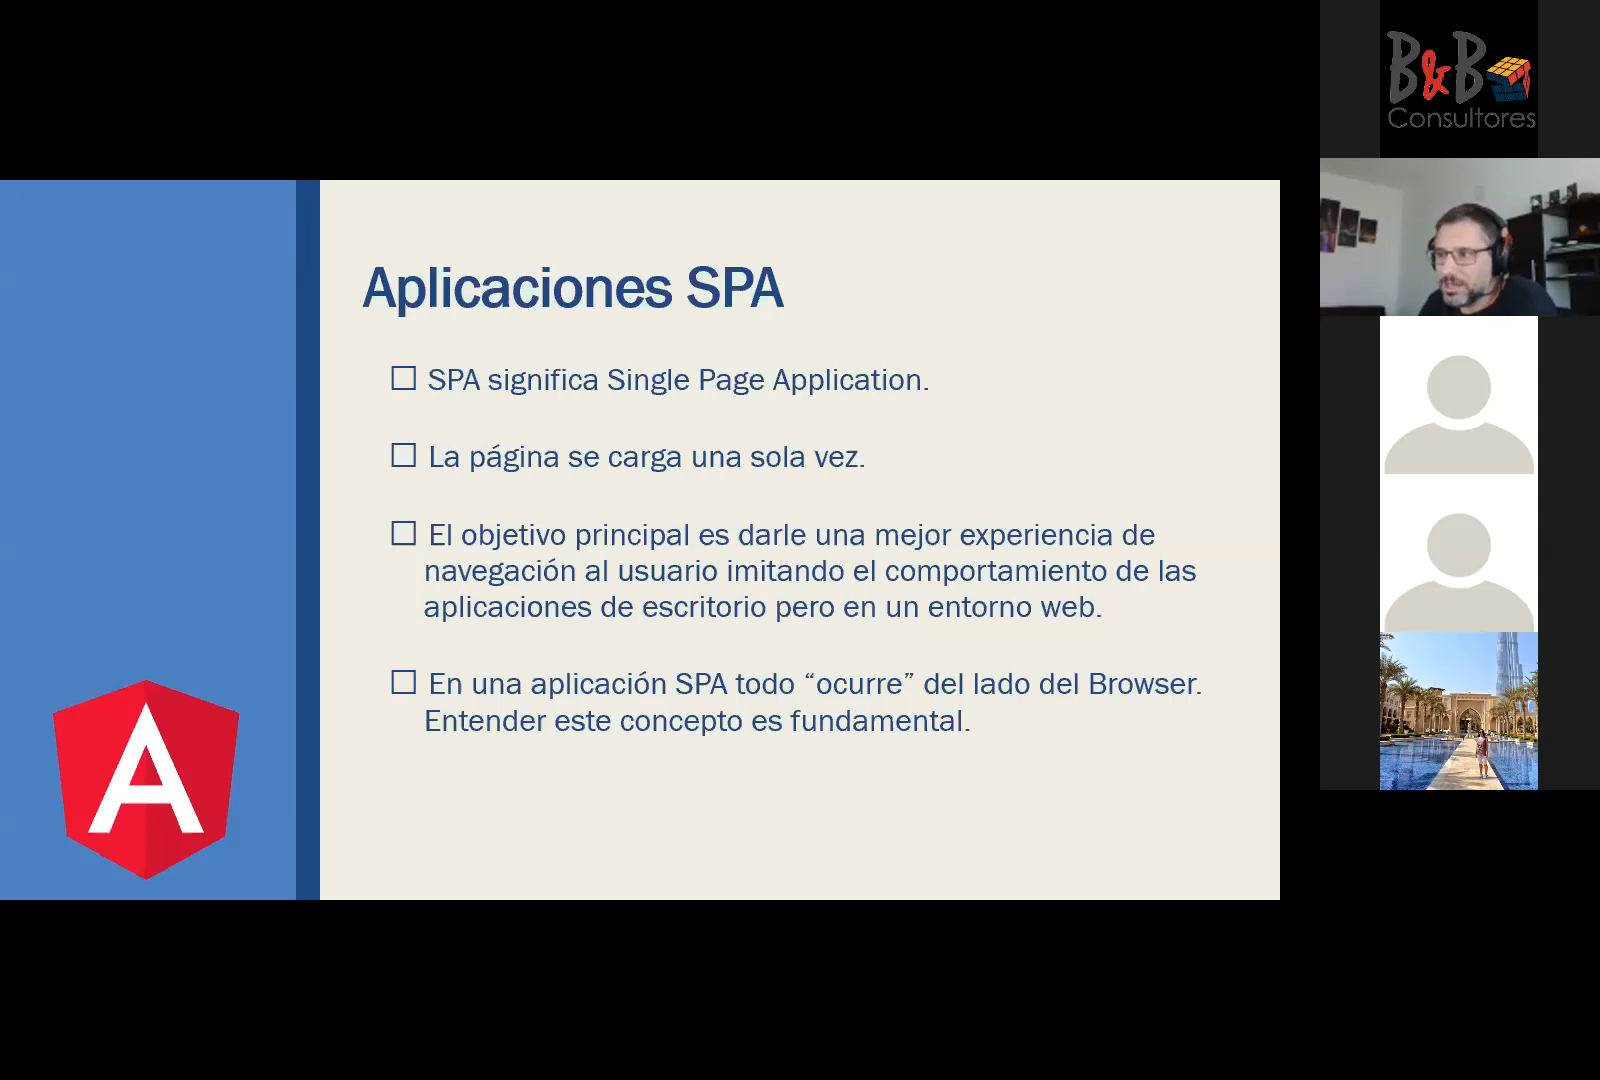 B&B
Consultores
Aplicaciones SPA
SPA significa Single Page Application.
La página se carga una sola vez.
El objetivo principal es darle una mejor experiencia de
navegación al usuario imitando el comportamiento de las
aplicaciones de escritorio pero en un entorno web.
En una aplicación SPA todo “ocurre” del lado del Browser.
Entender este concepto es fundamental.
A